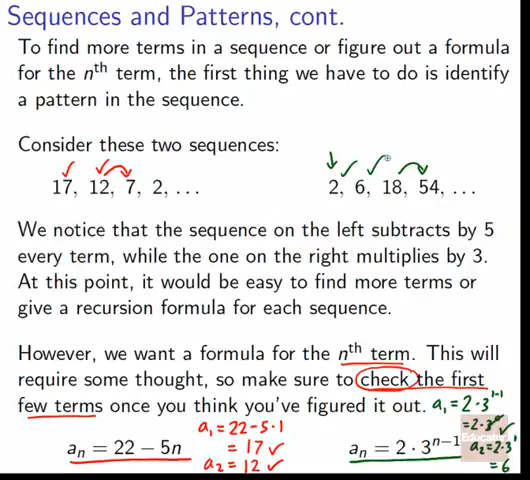 Sequences and Patterns, cont.
To find more terms in a sequence or figure out a formula
for the nth term, the first thing we have to do is identify
a pattern in the sequence.
Consider these two sequences:
17, 12, 7, 2, . . .
2, 6, 18, 54, . . .
We notice that the sequence on the left subtracts by 5
every term, while the one on the right multiplies by 3.
At this point, it would be easy to find more terms or
give a recursion formula for each sequence.
However, we want a formula for the nth term. This will
require some thought, so make sure to check the first
few terms once you think you've figured it out.
a₁ = 2·3¹⁻¹
a₁ = 22-5·1
= 17 ✓
a₂ = 12 ✓
aₙ = 22 − 5n
aₙ = 2 · 3ⁿ⁻¹
= 2·3⁰ ✓
a₂ = 2·3
= 6